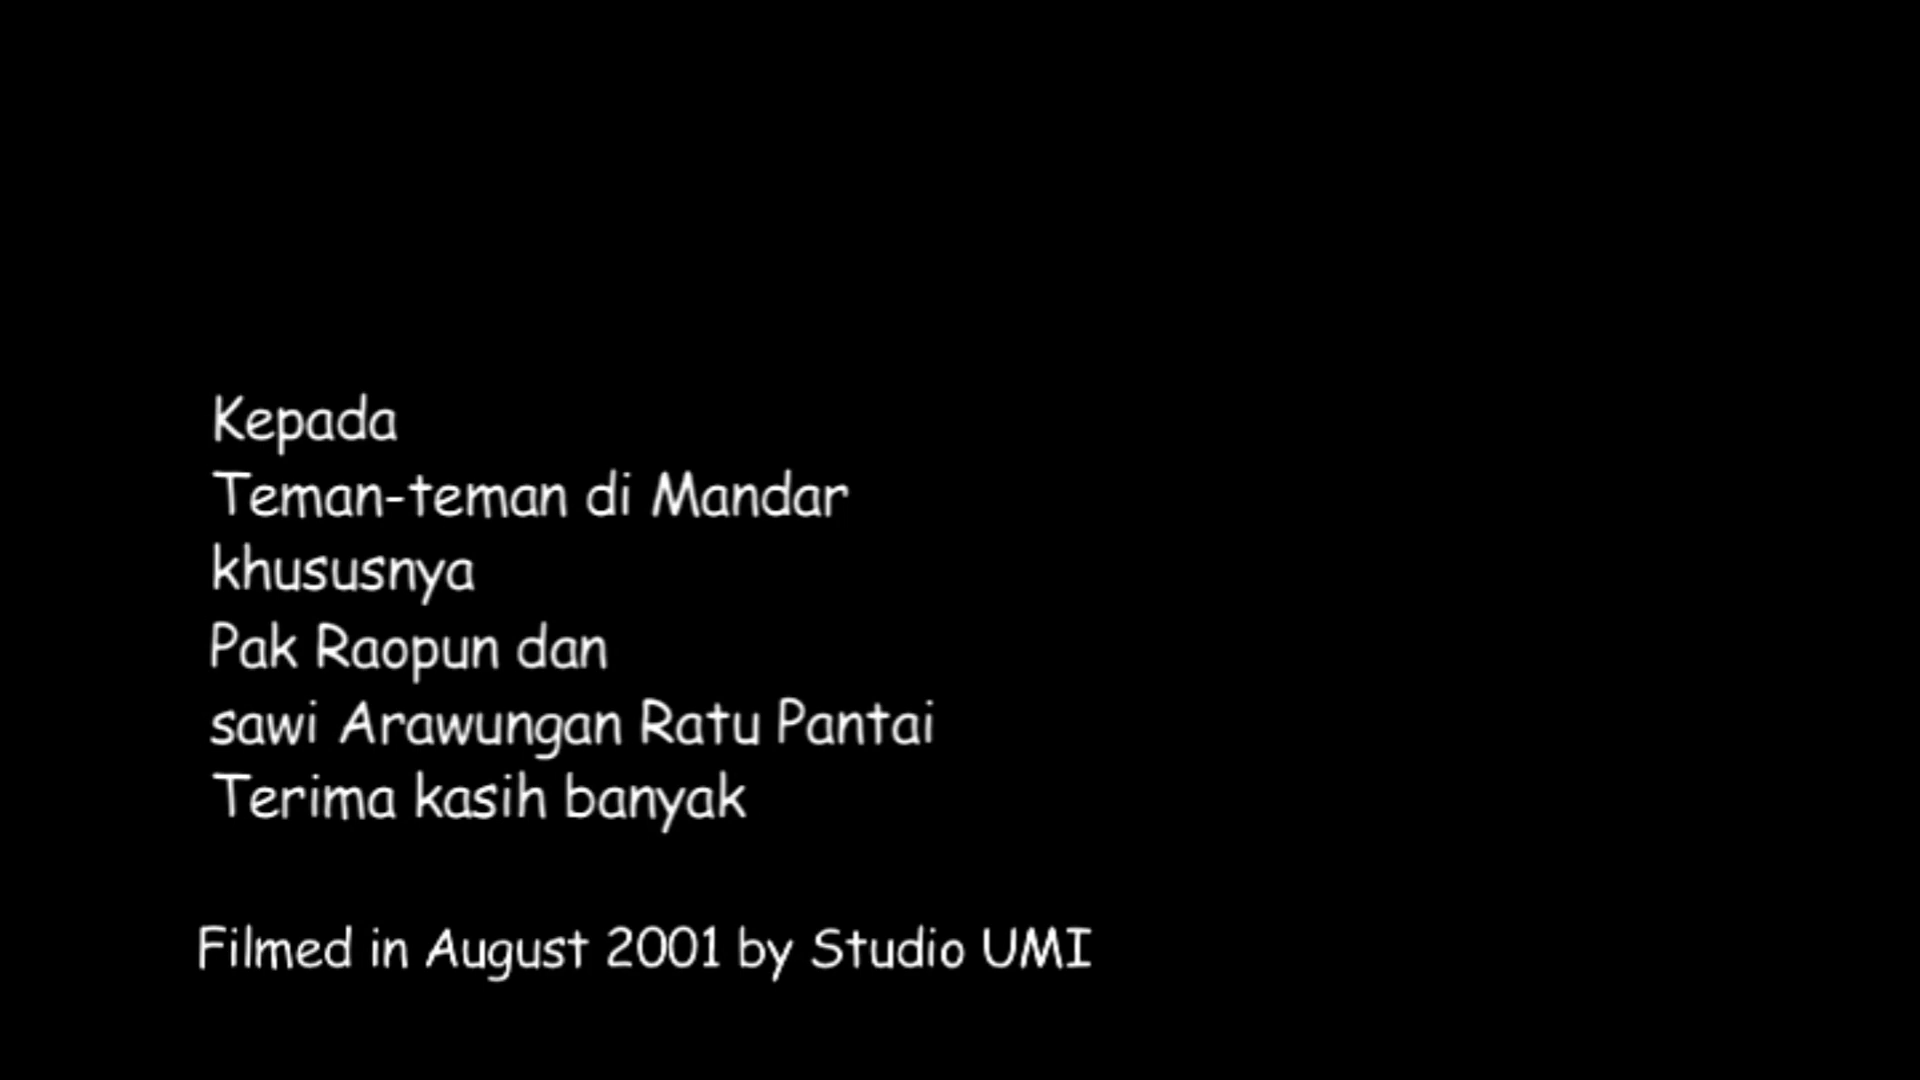 Kepada
Teman-teman di Mandar
khususnya
Pak Raopun dan
sawi Arawungan Ratu Pantai
Terima kasih banyak
Filmed in August 2001 by Studio UMI